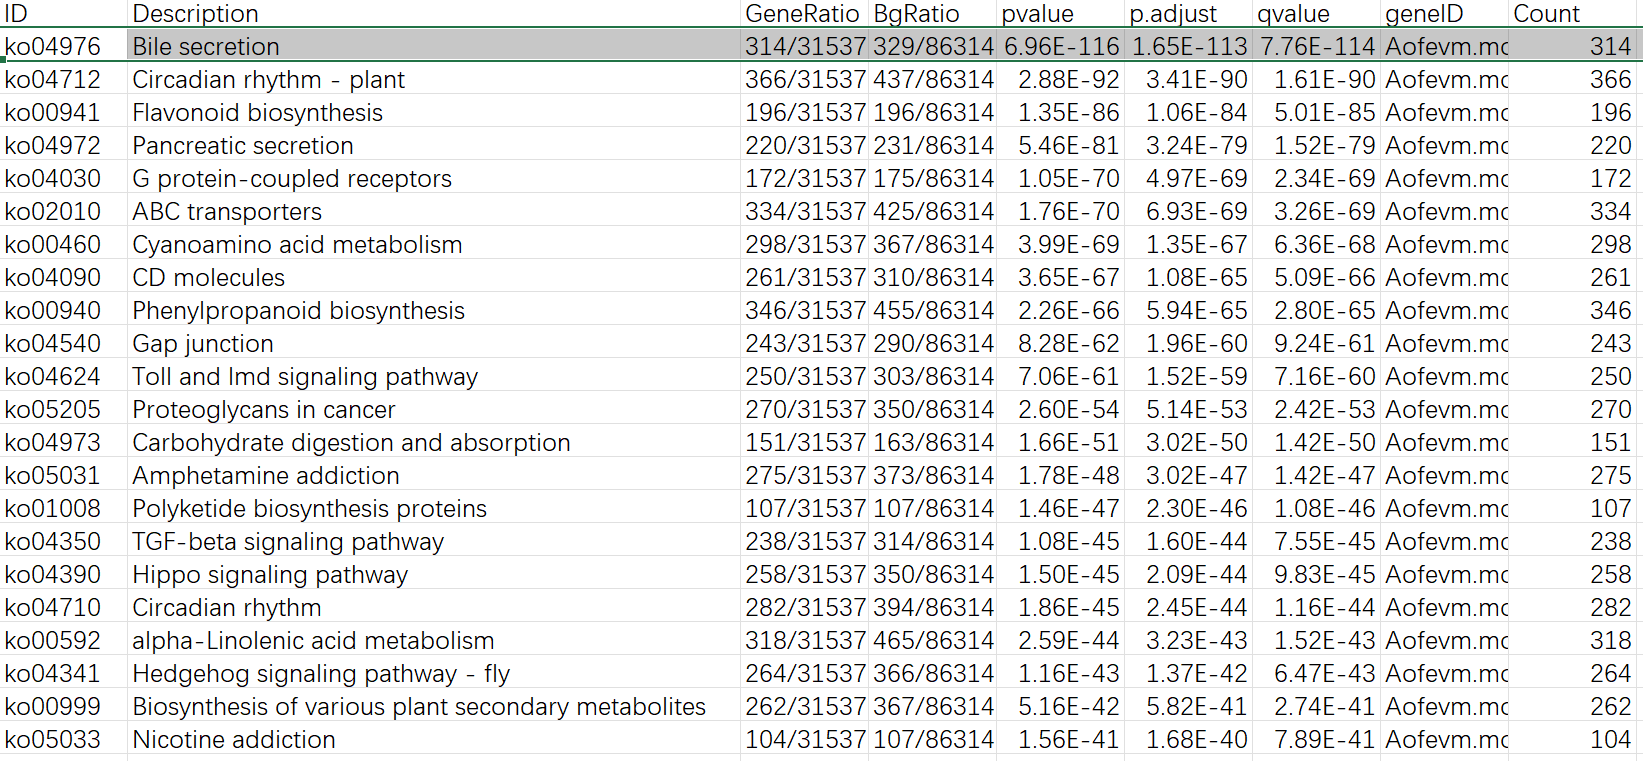 ID Description GeneRatio BgRatio pvalue p.adjust qvalue geneID Count
ko04976 Bile secretion 314/31537 329/86314 6.96E-116 1.65E-113 7.76E-114 Aofevm.mo 314
ko04712 Circadian rhythm - plant 366/31537 437/86314 2.88E-92 3.41E-90 1.61E-90 Aofevm.mo 366
ko00941 Flavonoid biosynthesis 196/31537 196/86314 1.35E-86 1.06E-84 5.01E-85 Aofevm.mo 196
ko04972 Pancreatic secretion 220/31537 231/86314 5.46E-81 3.24E-79 1.52E-79 Aofevm.mo 220
ko04030 G protein-coupled receptors 172/31537 175/86314 1.05E-70 4.97E-69 2.34E-69 Aofevm.mo 172
ko02010 ABC transporters 334/31537 425/86314 1.76E-70 6.93E-69 3.26E-69 Aofevm.mo 334
ko00460 Cyanoamino acid metabolism 298/31537 367/86314 3.99E-69 1.35E-67 6.36E-68 Aofevm.mo 298
ko04090 CD molecules 261/31537 310/86314 3.65E-67 1.08E-65 5.09E-66 Aofevm.mo 261
ko00940 Phenylpropanoid biosynthesis 346/31537 455/86314 2.26E-66 5.94E-65 2.80E-65 Aofevm.mo 346
ko04540 Gap junction 243/31537 290/86314 8.28E-62 1.96E-60 9.24E-61 Aofevm.mo 243
ko04624 Toll and Imd signaling pathway 250/31537 303/86314 7.06E-61 1.52E-59 7.16E-60 Aofevm.mo 250
ko05205 Proteoglycans in cancer 270/31537 350/86314 2.60E-54 5.14E-53 2.42E-53 Aofevm.mo 270
ko04973 Carbohydrate digestion and absorption 151/31537 163/86314 1.66E-51 3.02E-50 1.42E-50 Aofevm.mo 151
ko05031 Amphetamine addiction 275/31537 373/86314 1.78E-48 3.02E-47 1.42E-47 Aofevm.mo 275
ko01008 Polyketide biosynthesis proteins 107/31537 107/86314 1.46E-47 2.30E-46 1.08E-46 Aofevm.mo 107
ko04350 TGF-beta signaling pathway 238/31537 314/86314 1.08E-45 1.60E-44 7.55E-45 Aofevm.mo 238
ko04390 Hippo signaling pathway 258/31537 350/86314 1.50E-45 2.09E-44 9.83E-45 Aofevm.mo 258
ko04710 Circadian rhythm 282/31537 394/86314 1.86E-45 2.45E-44 1.16E-44 Aofevm.mo 282
ko00592 alpha-Linolenic acid metabolism 318/31537 465/86314 2.59E-44 3.23E-43 1.52E-43 Aofevm.mo 318
ko04341 Hedgehog signaling pathway - fly 264/31537 366/86314 1.16E-43 1.37E-42 6.47E-43 Aofevm.mo 264
ko00999 Biosynthesis of various plant secondary metabolites 262/31537 367/86314 5.16E-42 5.82E-41 2.74E-41 Aofevm.mo 262
ko05033 Nicotine addiction 104/31537 107/86314 1.56E-41 1.68E-40 7.89E-41 Aofevm.mo 104